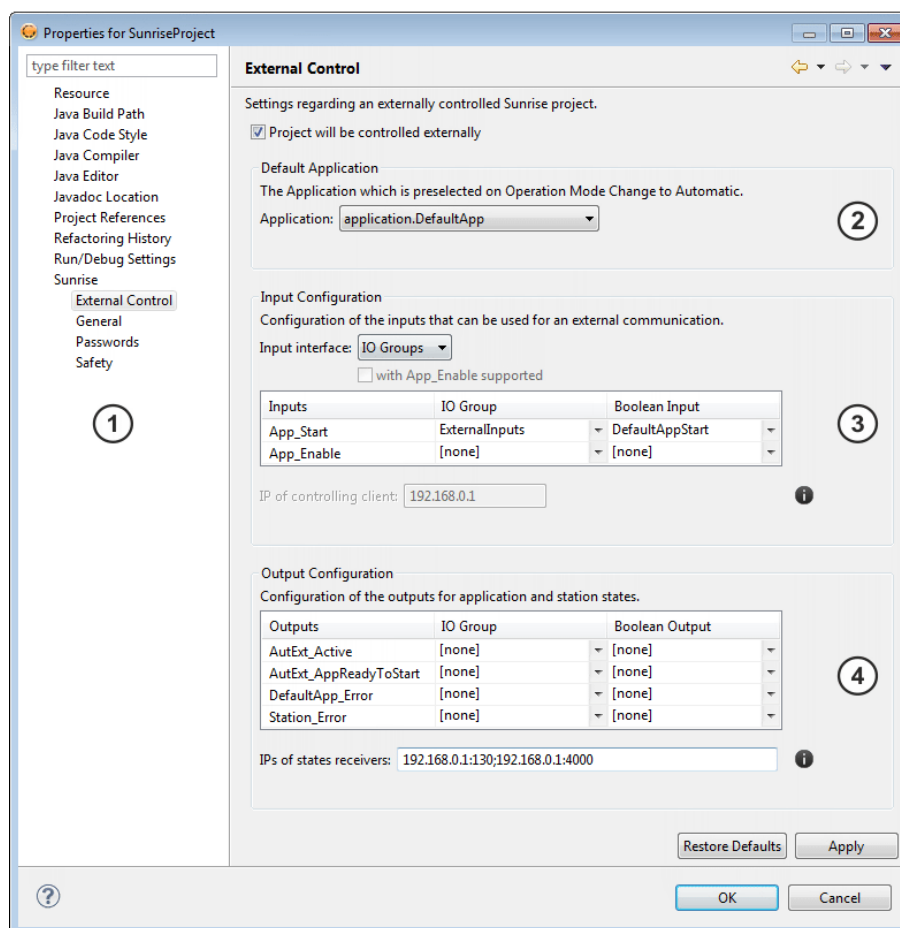 Properties for SunriseProject
type filter text
Resource
Java Build Path
Java Code Style
Java Compiler
Java Editor
Javadoc Location
Project References
Refactoring History
Run/Debug Settings
Sunrise
External Control
General
Passwords
Safety
1
External Control
Settings regarding an externally controlled Sunrise project.
Project will be controlled externally
Default Application
The Application which is preselected on Operation Mode Change to Automatic.
Application: application.DefaultApp
2
Input Configuration
Configuration of the inputs that can be used for an external communication.
Input interface: IO Groups
with App_Enable supported
Inputs IO Group Boolean Input
App_Start ExternalInputs DefaultAppStart
App_Enable [none] [none]
3
IP of controlling client: 192.168.0.1
Output Configuration
Configuration of the outputs for application and station states.
Outputs IO Group Boolean Output
AutExt_Active [none] [none]
AutExt_AppReadyToStart [none] [none]
DefaultApp_Error [none] [none]
Station_Error [none] [none]
4
IPs of states receivers: 192.168.0.1:130;192.168.0.1:4000
Restore Defaults Apply
OK Cancel